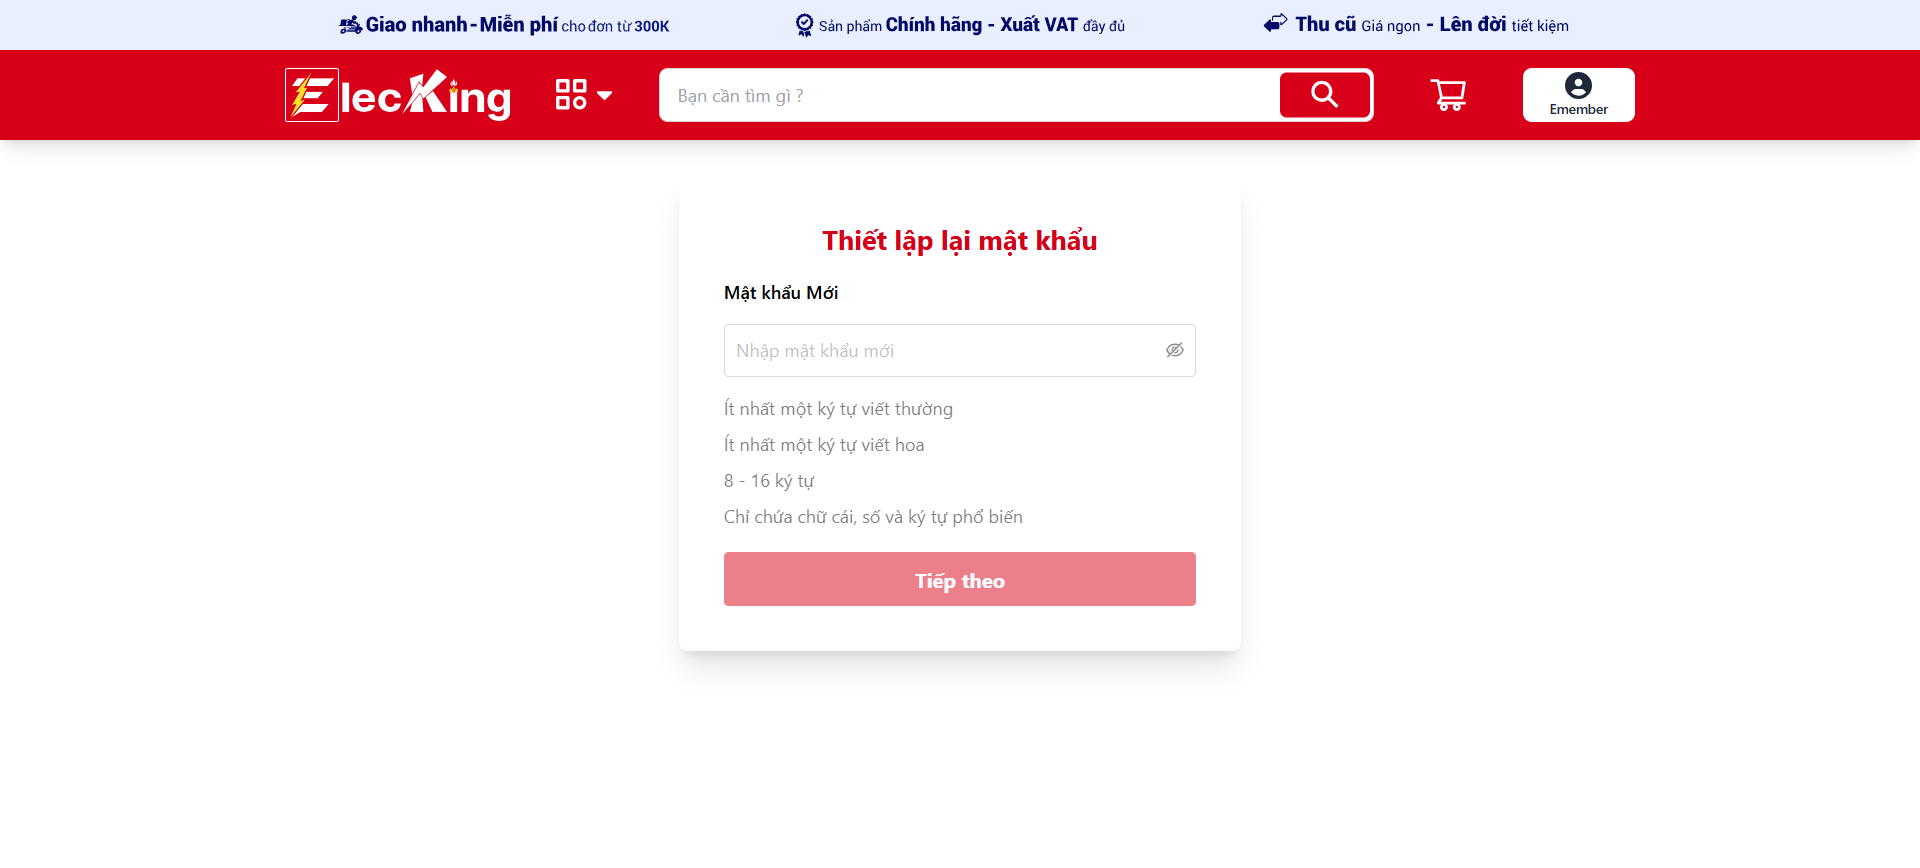 Giao nhanh - Miễn phí cho đơn từ 300K
Sản phẩm Chính hãng - Xuất VAT đầy đủ
Thu cũ Giá ngon - Lên đời tiết kiệm
ElecKing
Bạn cần tìm gì ?
Emember
Thiết lập lại mật khẩu
Mật khẩu Mới
Nhập mật khẩu mới
Ít nhất một ký tự viết thường
Ít nhất một ký tự viết hoa
8 - 16 ký tự
Chỉ chứa chữ cái, số và ký tự phổ biến
Tiếp theo